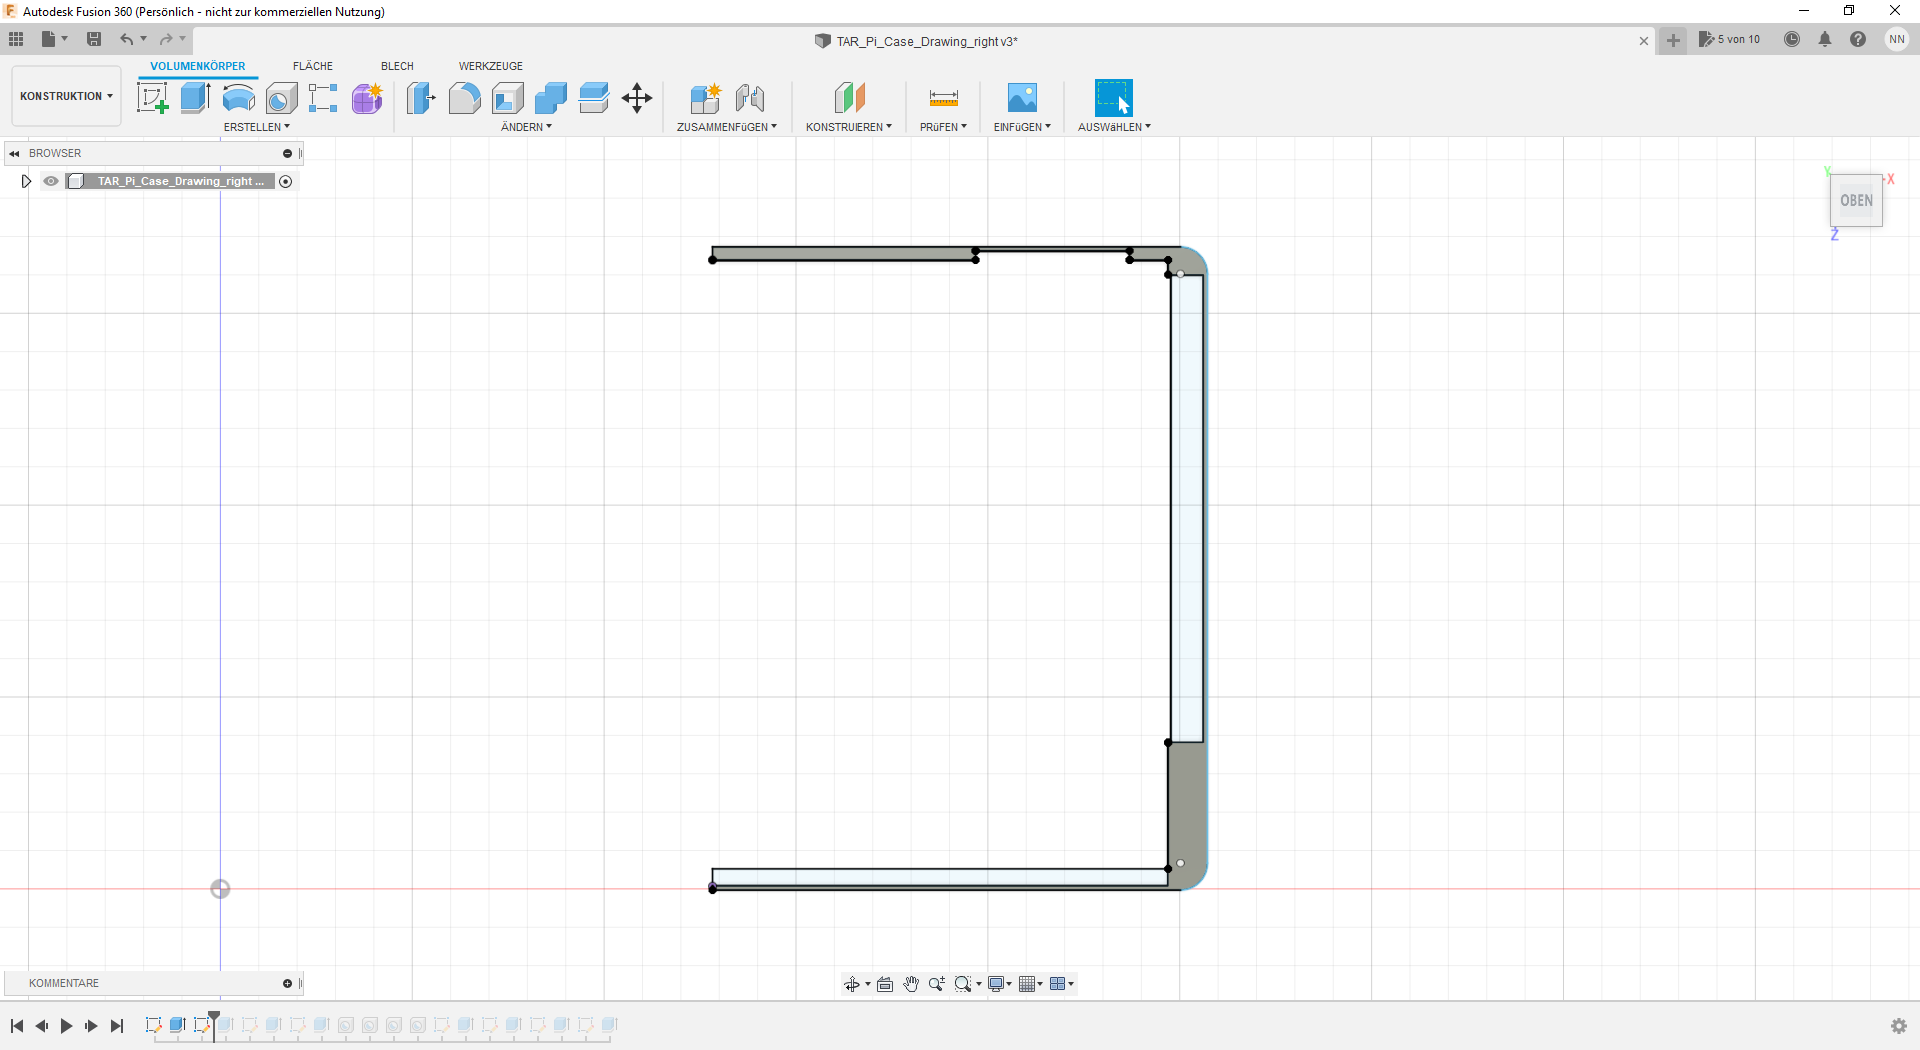 Autodesk Fusion 360 (Persönlich - nicht zur kommerziellen Nutzung)
TAR_Pi_Case_Drawing_right v3*
5 von 10
NN
KONSTRUKTION
VOLUMENKÖRPER
FLÄCHE
BLECH
WERKZEUGE
ERSTELLEN
ÄNDERN
ZUSAMMENFüGEN
KONSTRUIEREN
PRüFEN
EINFüGEN
AUSWäHLEN
BROWSER
TAR_Pi_Case_Drawing_right ...
Y
X
OBEN
Z
KOMMENTARE